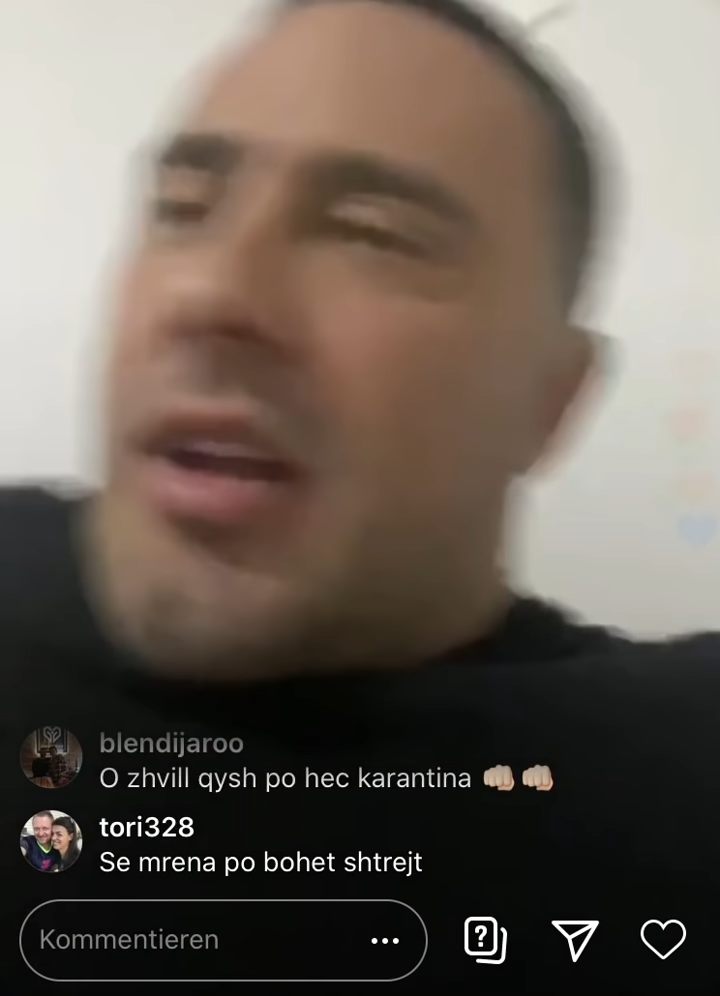 blendijaroo
O zhvill qysh po hec karantina 👊🏼 👊🏼
tori328
Se mrena po bohet shtrejt
Kommentieren